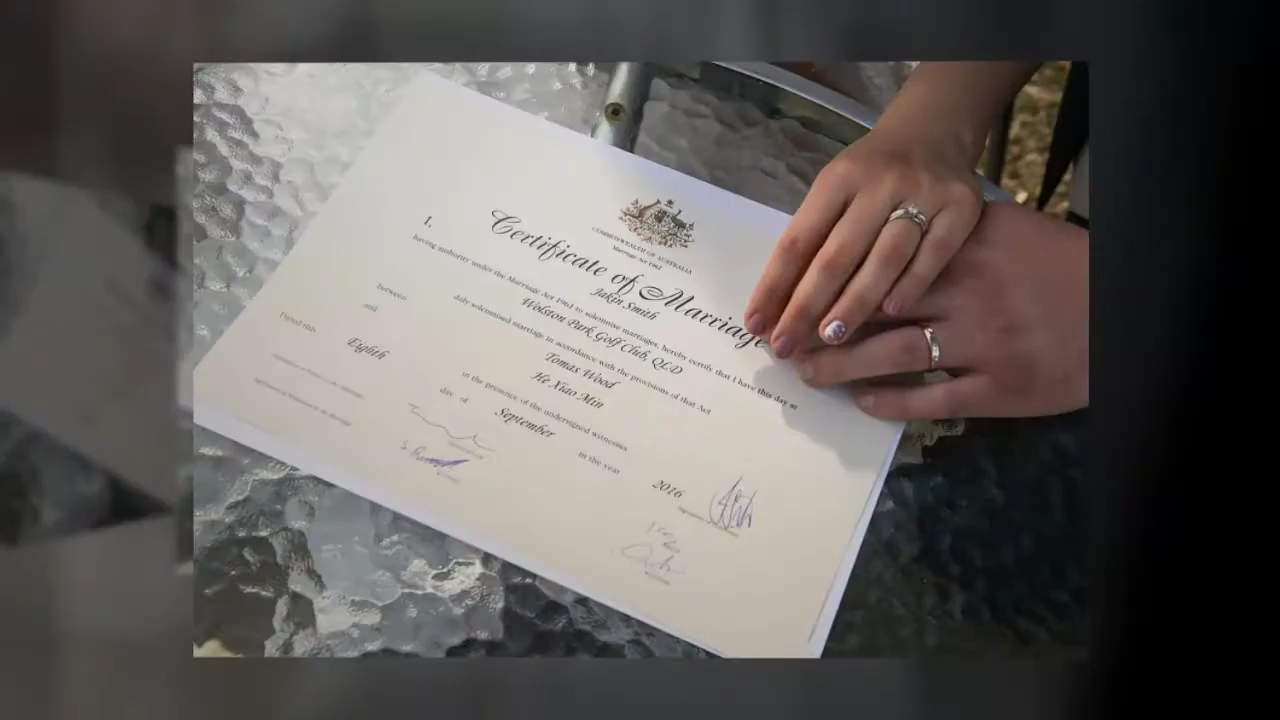 COMMONWEALTH OF AUSTRALIA
Marriage Act 1961
Certificate of Marriage
I, Jakin Smith
having authority under the Marriage Act 1961 to solemnise marriages, hereby certify that I have this day at
Wolston Park Golf Club, QLD
duly solemnised marriage in accordance with the provisions of that Act
between Tomas Wood
and He Xiao Min
in the presence of the undersigned witnesses
Dated this Eighth day of September in the year 2016